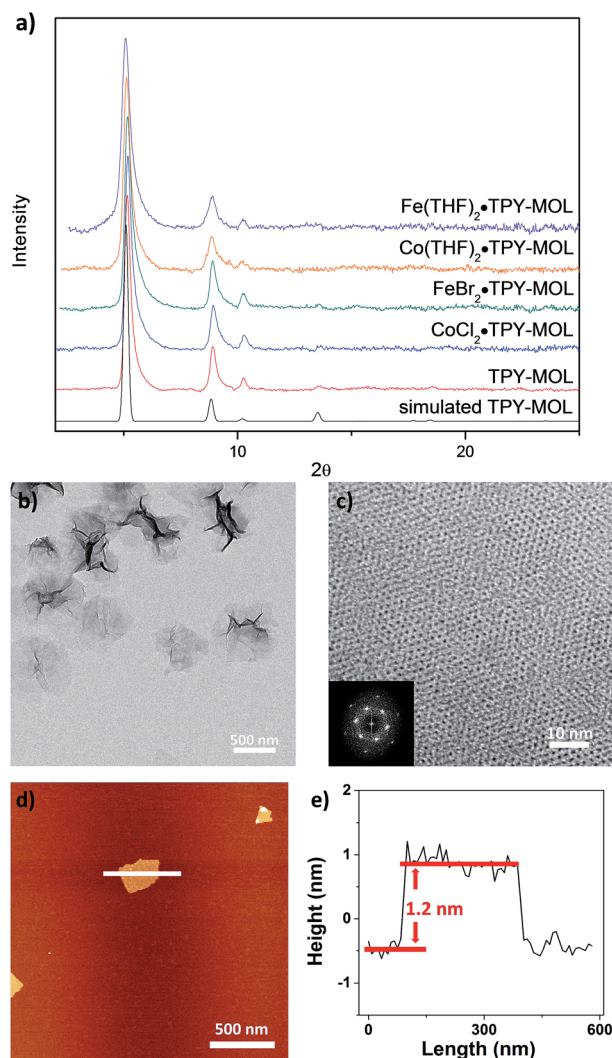 a)
Intensity
Fe(THF)₂•TPY-MOL
Co(THF)₂•TPY-MOL
FeBr₂•TPY-MOL
CoCl₂•TPY-MOL
TPY-MOL
simulated TPY-MOL
10
20
2θ
b)
500 nm
c)
10 nm
d)
500 nm
e)
Height (nm)
2
1
0
-1
1.2 nm
0
300
600
Length (nm)